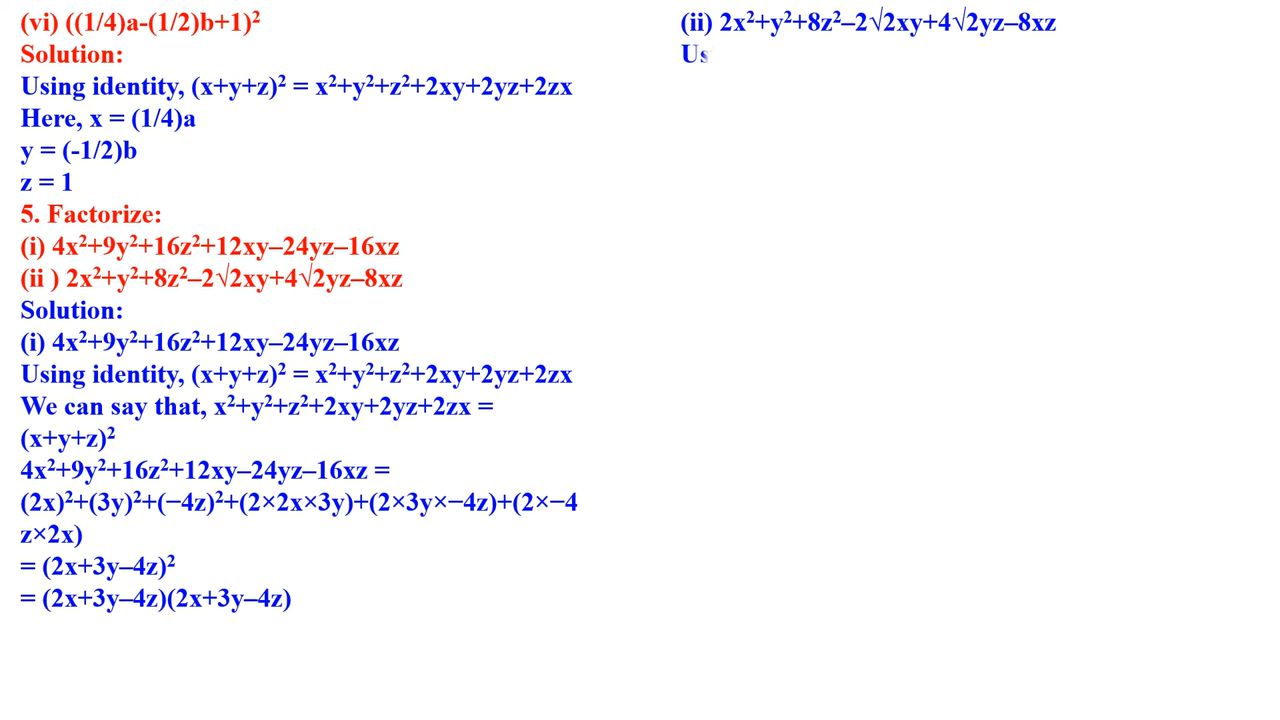 (vi) ((1/4)a-(1/2)b+1)²
Solution:
Using identity, (x+y+z)² = x²+y²+z²+2xy+2yz+2zx
Here, x = (1/4)a
y = (-1/2)b
z = 1
5. Factorize:
(i) 4x²+9y²+16z²+12xy–24yz–16xz
(ii ) 2x²+y²+8z²–2√2xy+4√2yz–8xz
Solution:
(i) 4x²+9y²+16z²+12xy–24yz–16xz
Using identity, (x+y+z)² = x²+y²+z²+2xy+2yz+2zx
We can say that, x²+y²+z²+2xy+2yz+2zx =
(x+y+z)²
4x²+9y²+16z²+12xy–24yz–16xz =
(2x)²+(3y)²+(−4z)²+(2×2x×3y)+(2×3y×−4z)+(2×−4
z×2x)
= (2x+3y–4z)²
= (2x+3y–4z)(2x+3y–4z)
(ii) 2x²+y²+8z²–2√2xy+4√2yz–8xz
Us